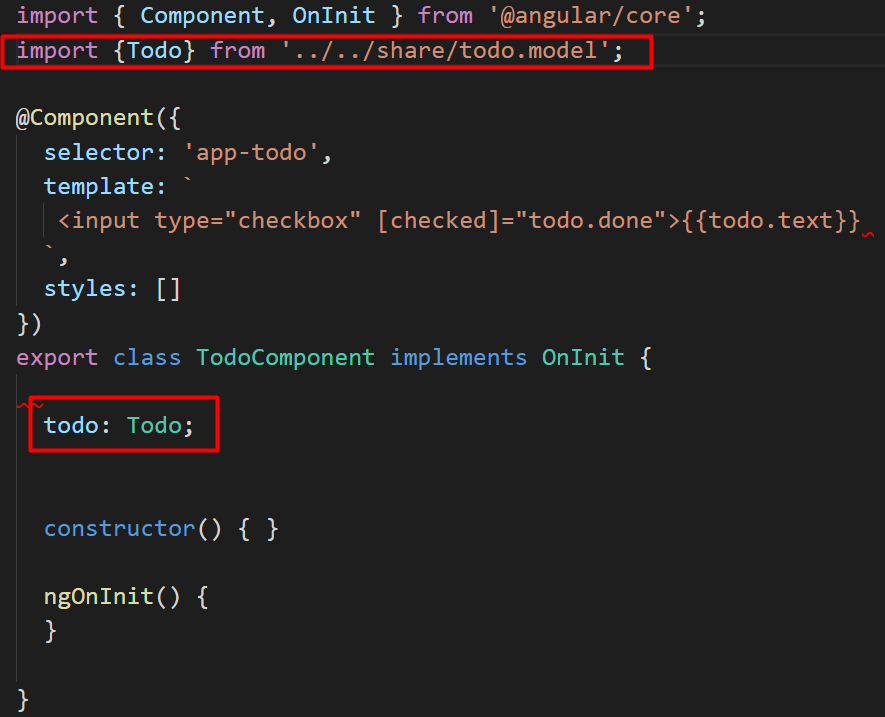 import { Component, OnInit } from '@angular/core';
import {Todo} from '../../share/todo.model';
@Component({
selector: 'app-todo',
template: `
<input type="checkbox" [checked]="todo.done">{{todo.text}}
`,
styles: []
})
export class TodoComponent implements OnInit {
todo: Todo;
constructor() { }
ngOnInit() {
}
}